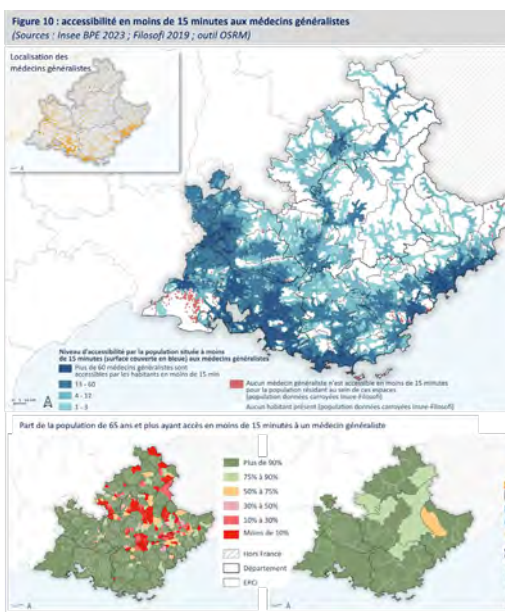 Figure 10 : accessibilité en moins de 15 minutes aux médecins généralistes
(Sources : Insee BPE 2023 ; Filosofi 2019 ; outil OSRM)
Localisation des
médecins généralistes
Niveau d'accessibilité par la population située à moins
de 15 minutes (surface couverte en bleue) aux médecins généralistes
Plus de 60 médecins généralistes sont
accessibles par les habitants en moins de 15 min
13 - 60
4 - 13
1 - 3
Aucun médecin généraliste n'est accessible en moins de 15 minutes
pour la population résidant au sein de cas espaces
(population données carroyées Insee-Filosofi)
Aucun habitant présent (population données carroyées Insee-Filosofi)
Part de la population de 65 ans et plus ayant accès en moins de 15 minutes à un médecin généraliste
Plus de 90%
75% à 90%
50% à 75%
30% à 50%
10% à 30%
Moins de 10%
Hors France
Département
EPCI